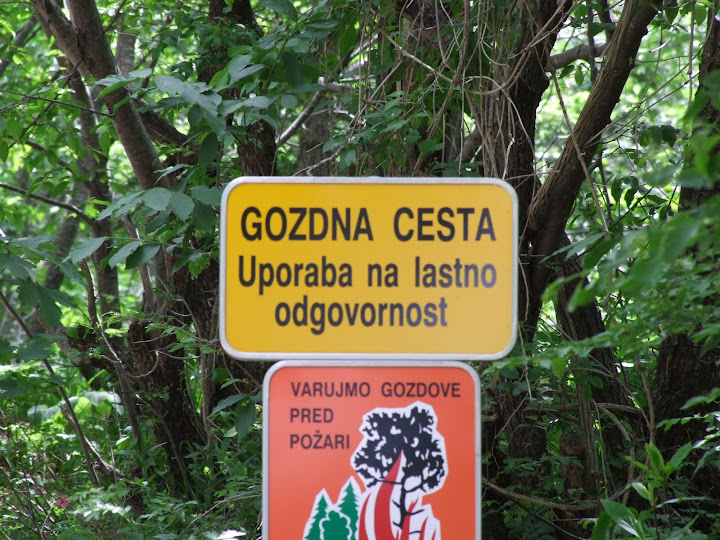 GOZDNA CESTA
Uporaba na lastno
odgovornost
VARUJMO GOZDOVE
PRED
POŽARI